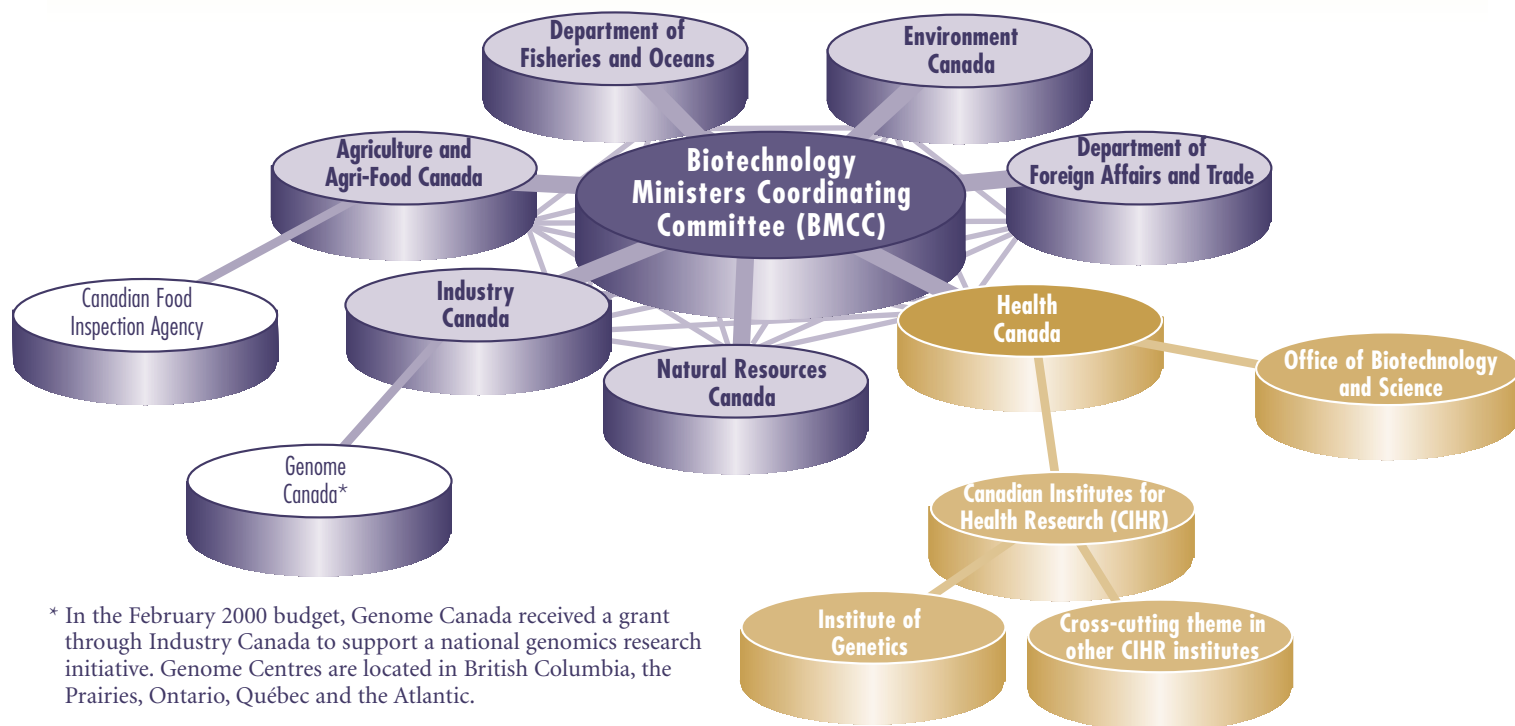 Department of
Fisheries and Oceans
Environment
Canada
Agriculture and
Agri-Food Canada
Biotechnology
Ministers Coordinating
Committee (BMCC)
Department of
Foreign Affairs and Trade
Canadian Food
Inspection Agency
Industry
Canada
Natural Resources
Canada
Health
Canada
Office of Biotechnology
and Science
Genome
Canada*
Canadian Institutes for
Health Research (CIHR)
Institute of
Genetics
Cross-cutting theme in
other CIHR institutes
* In the February 2000 budget, Genome Canada received a grant
through Industry Canada to support a national genomics research
initiative. Genome Centres are located in British Columbia, the
Prairies, Ontario, Québec and the Atlantic.